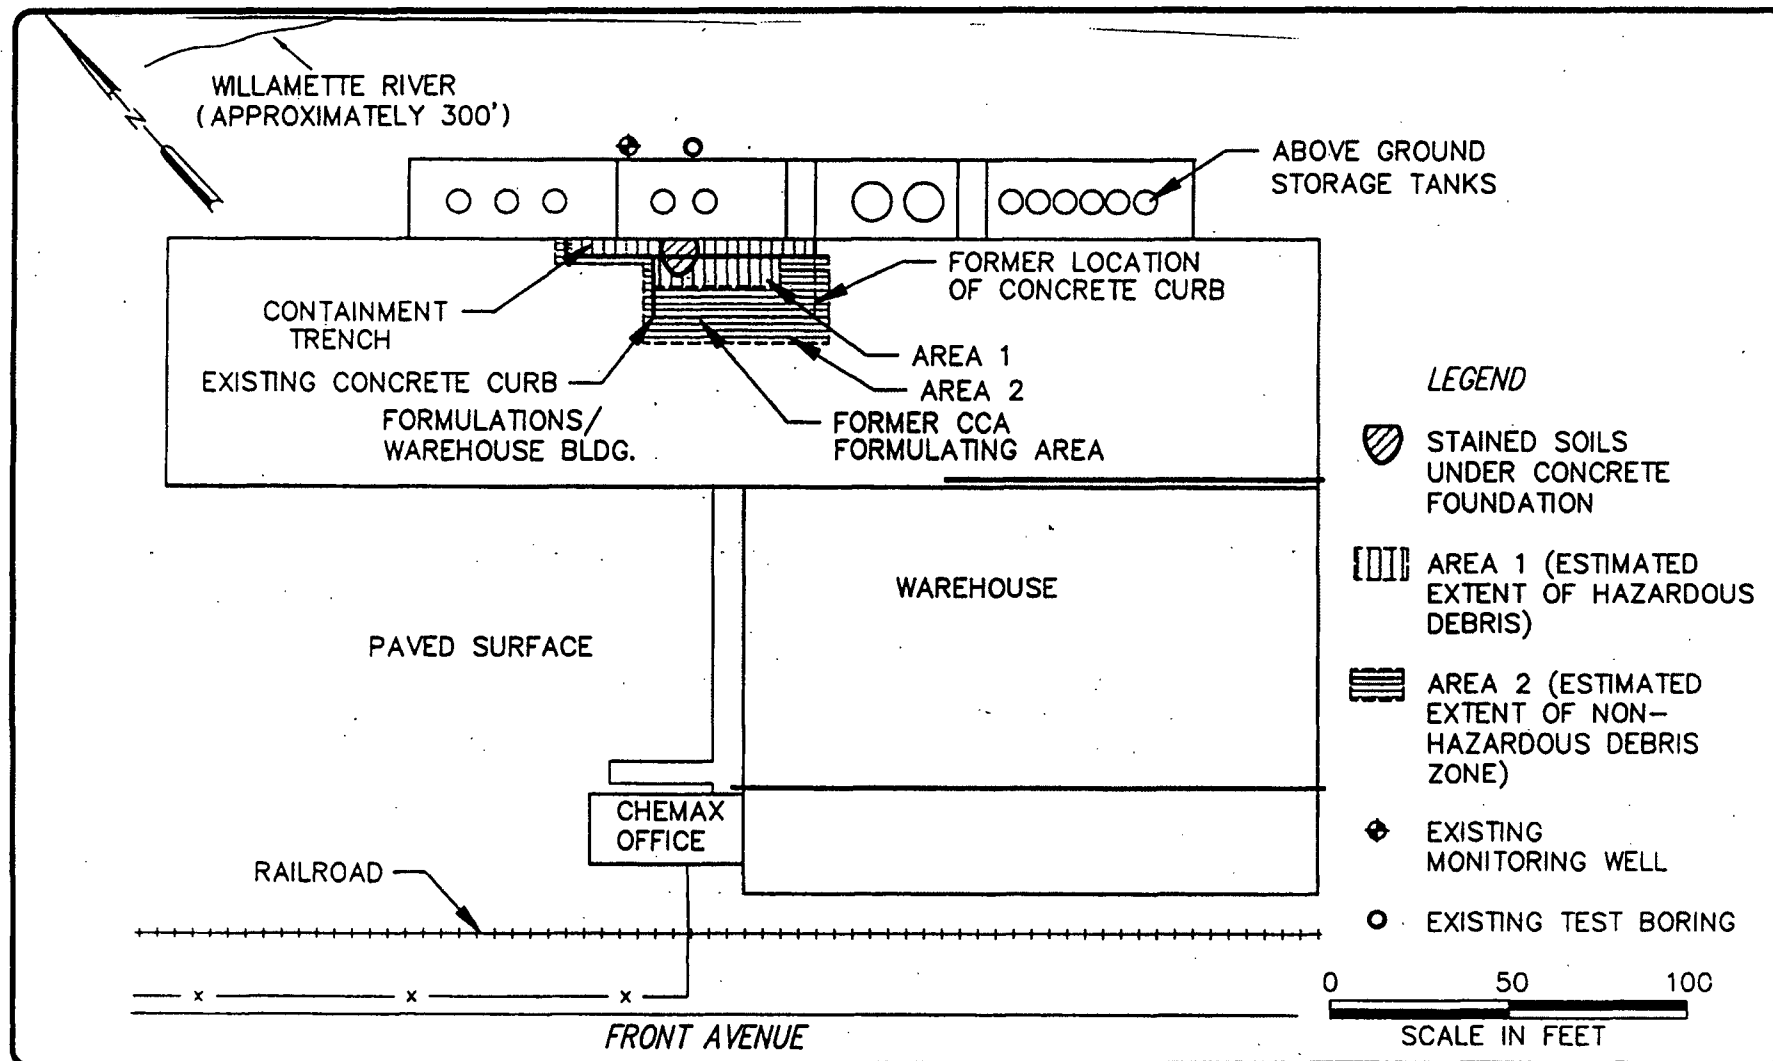 WILLAMETTE RIVER
(APPROXIMATELY 300')
N
ABOVE GROUND
STORAGE TANKS
FORMER LOCATION
OF CONCRETE CURB
CONTAINMENT
TRENCH
AREA 1
EXISTING CONCRETE CURB
AREA 2
FORMULATIONS/
WAREHOUSE BLDG.
FORMER CCA
FORMULATING AREA
LEGEND
STAINED SOILS
UNDER CONCRETE
FOUNDATION
AREA 1 (ESTIMATED
EXTENT OF HAZARDOUS
DEBRIS)
AREA 2 (ESTIMATED
EXTENT OF NON-
HAZARDOUS DEBRIS
ZONE)
EXISTING
MONITORING WELL
EXISTING TEST BORING
WAREHOUSE
PAVED SURFACE
CHEMAX
OFFICE
RAILROAD
x x x
FRONT AVENUE
0 50 100
SCALE IN FEET